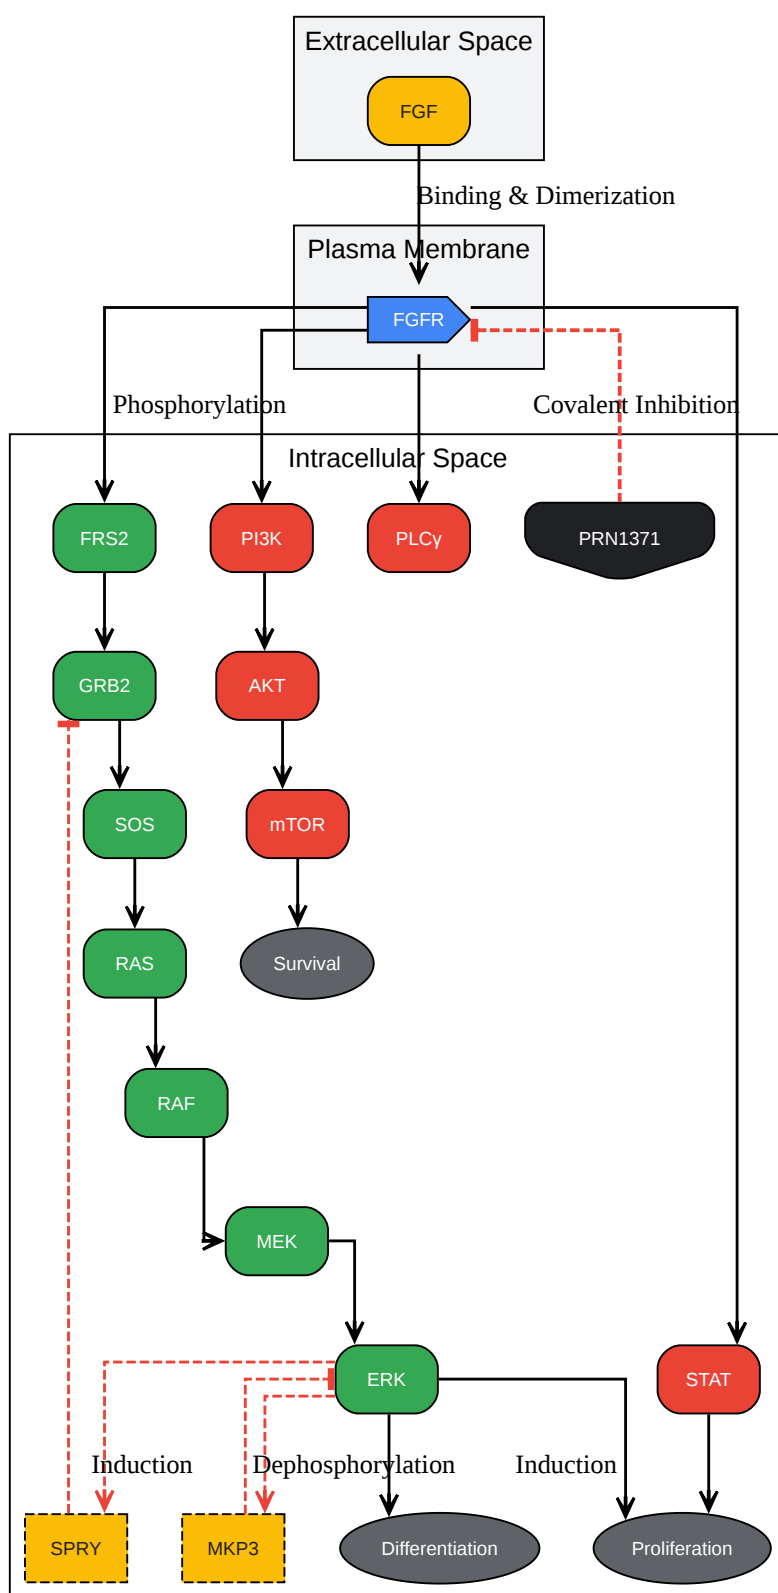 Extracellular Space
FGF
Binding & Dimerization
Plasma Membrane
FGFR
Phosphorylation
Covalent Inhibition
Intracellular Space
FRS2
PI3K
PLCγ
PRN1371
GRB2
AKT
SOS
mTOR
RAS
Survival
RAF
MEK
ERK
STAT
Induction
Dephosphorylation
Induction
SPRY
MKP3
Differentiation
Proliferation